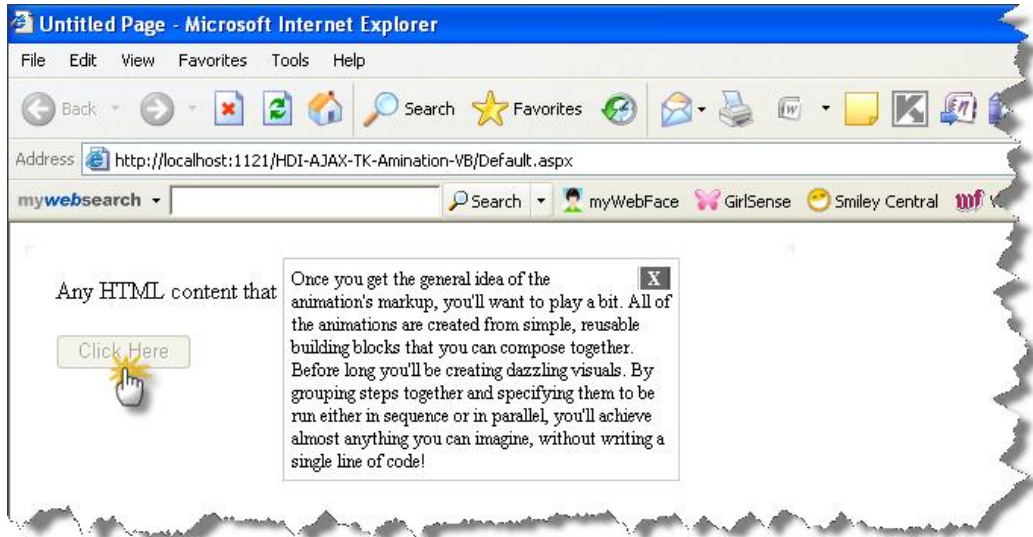 Untitled Page - Microsoft Internet Explorer
File Edit View Favorites Tools Help
Back Search Favorites
Address http://localhost:1121/HDI-AJAX-TK-Amination-VB/Default.aspx
mywebsearch Search myWebFace GirlSense Smiley Central
Any HTML content that
Click Here
X
Once you get the general idea of the
animation's markup, you'll want to play a bit. All of
the animations are created from simple, reusable
building blocks that you can compose together.
Before long you'll be creating dazzling visuals. By
grouping steps together and specifying them to be
run either in sequence or in parallel, you'll achieve
almost anything you can imagine, without writing a
single line of code!